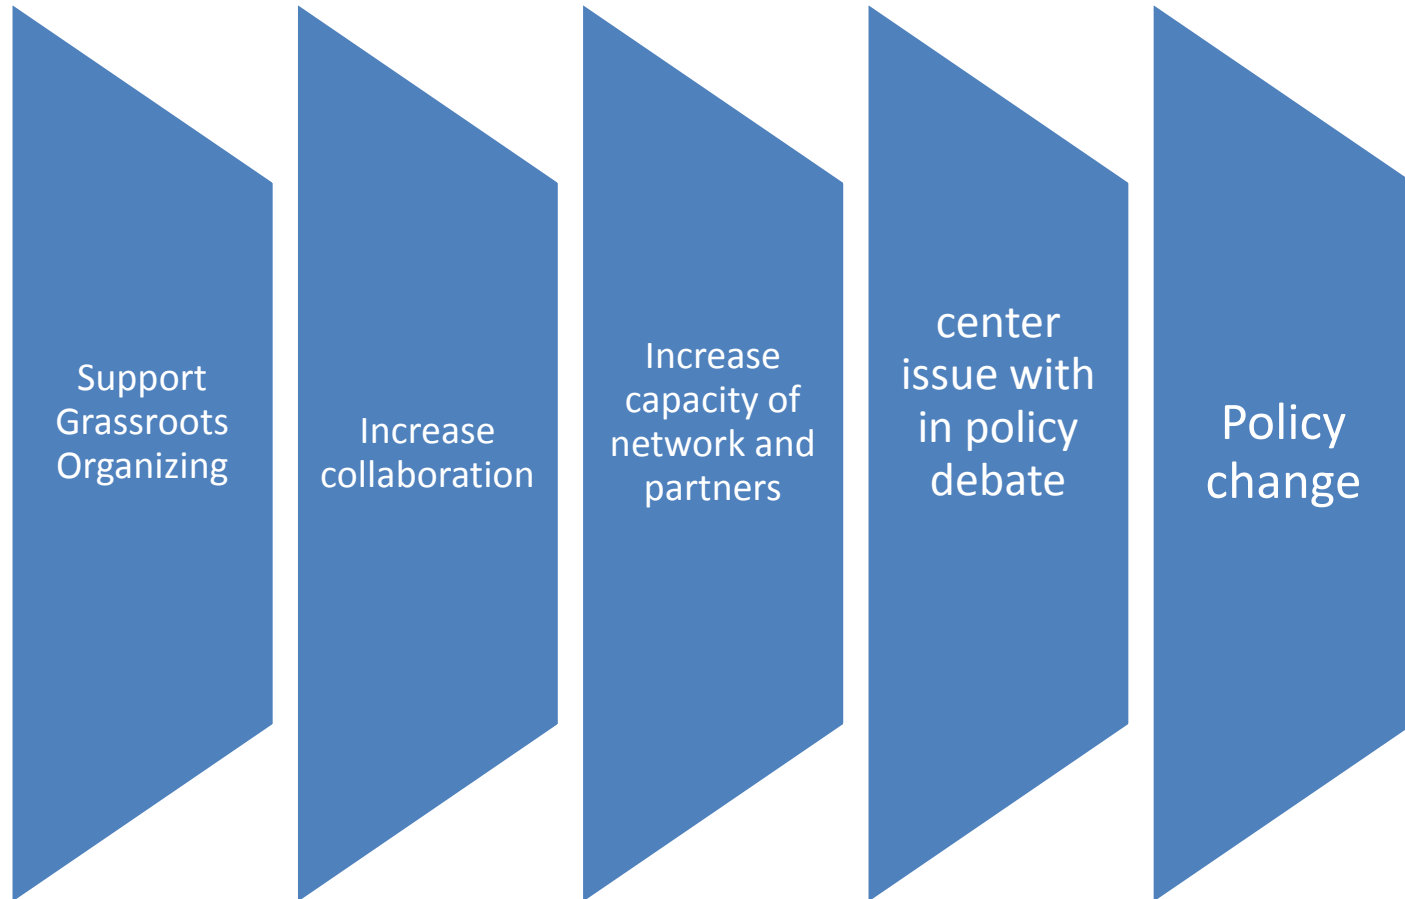 Support
Grassroots
Organizing
Increase
collaboration
Increase
capacity of
network and
partners
center
issue with
in policy
debate
Policy
change